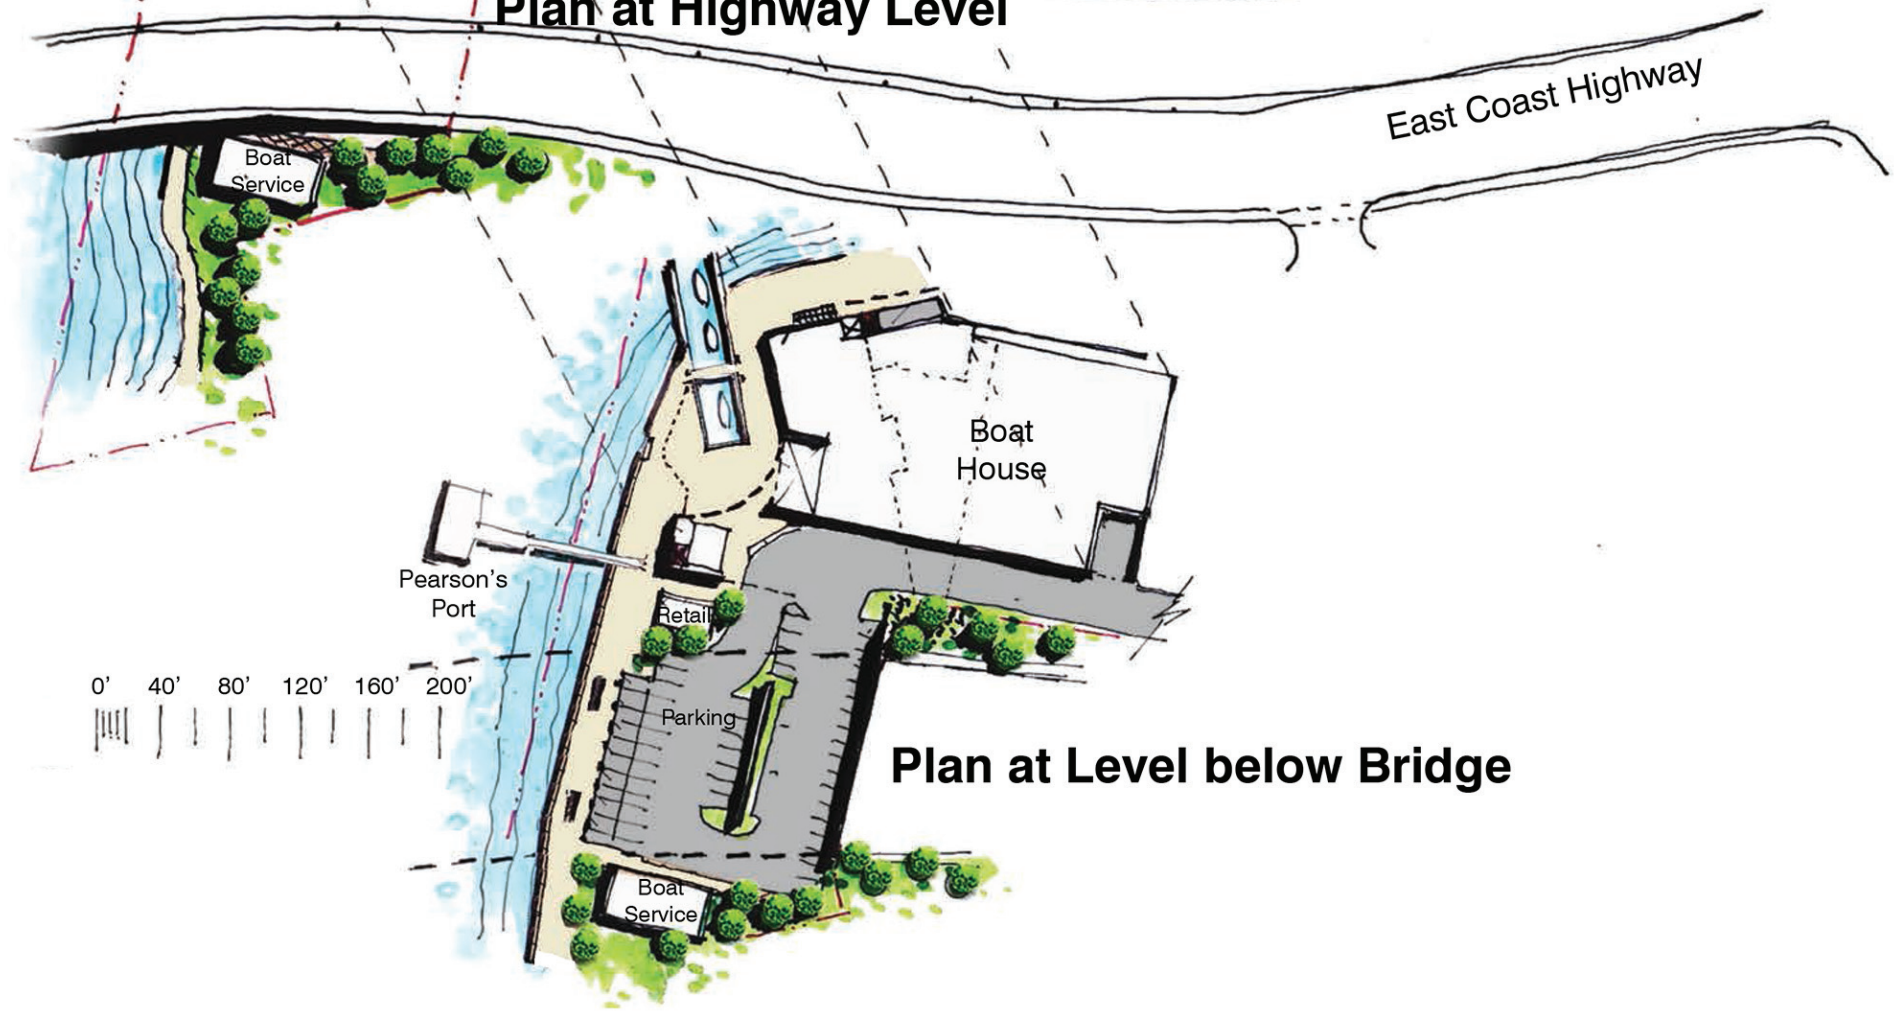 Plan at Highway Level
East Coast Highway
Boat
Service
Boat
House
Pearson's
Port
Retail
0' 40' 80' 120' 160' 200'
Parking
Plan at Level below Bridge
Boat
Service